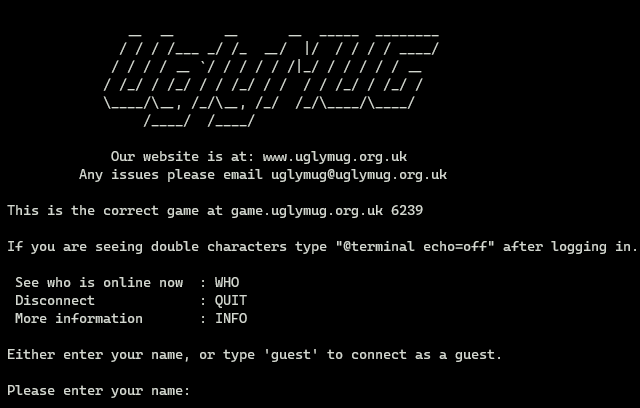 UglyMUG
Our website is at: www.uglymug.org.uk
Any issues please email uglymug@uglymug.org.uk
This is the correct game at game.uglymug.org.uk 6239
If you are seeing double characters type "@terminal echo=off" after logging in.
See who is online now : WHO
Disconnect : QUIT
More information : INFO
Either enter your name, or type 'guest' to connect as a guest.
Please enter your name: